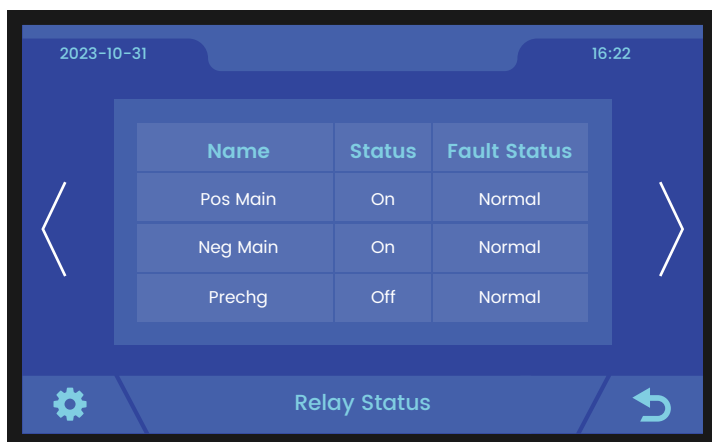 2023-10-31 16:22
Name Status Fault Status
Pos Main On Normal
Neg Main On Normal
Prechg Off Normal
Relay Status